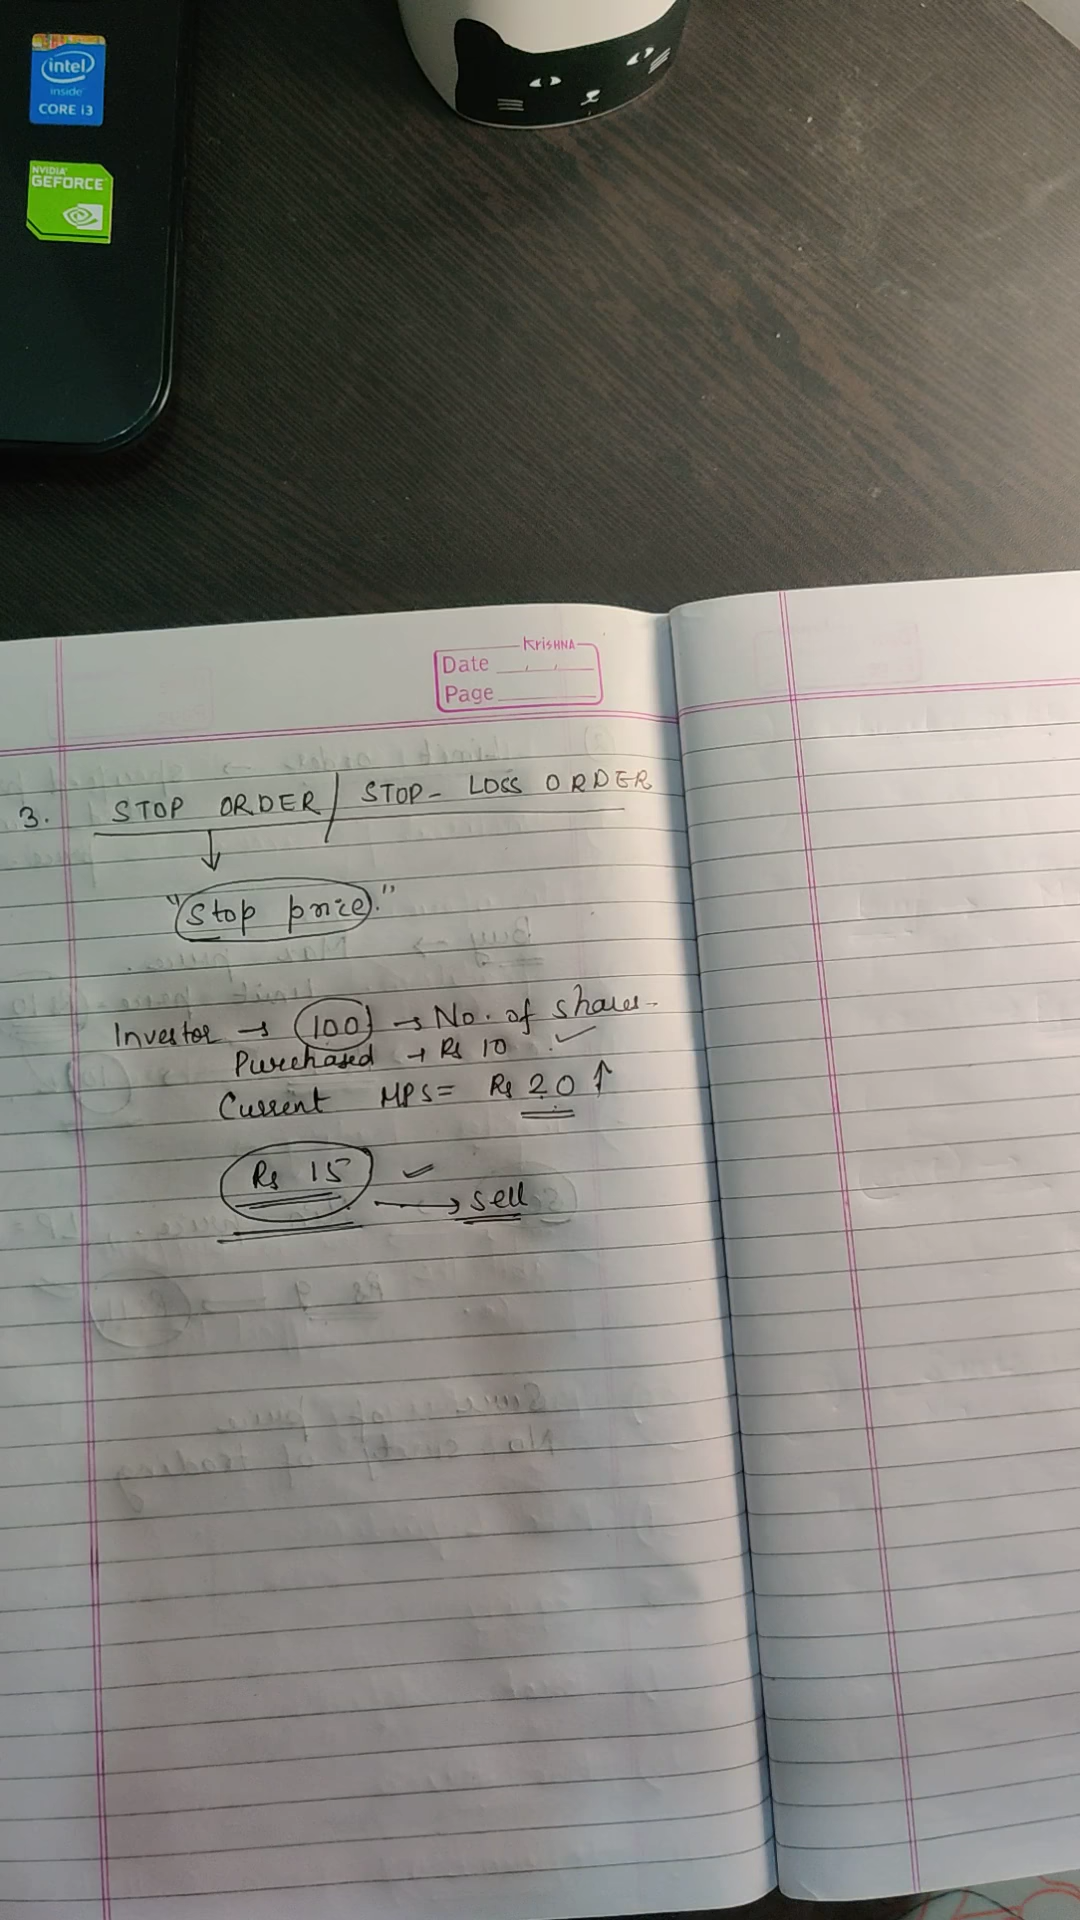 intel
inside
CORE i3
NVIDIA
GEFORCE
KRISHNA
Date
Page
3. STOP ORDER / STOP - LOSS ORDER
"Stop price."
Investor → 100 → No. of shares -
Purchased → Rs 10
Current MPS = Rs 20 ↑
Rs 15
→ sell